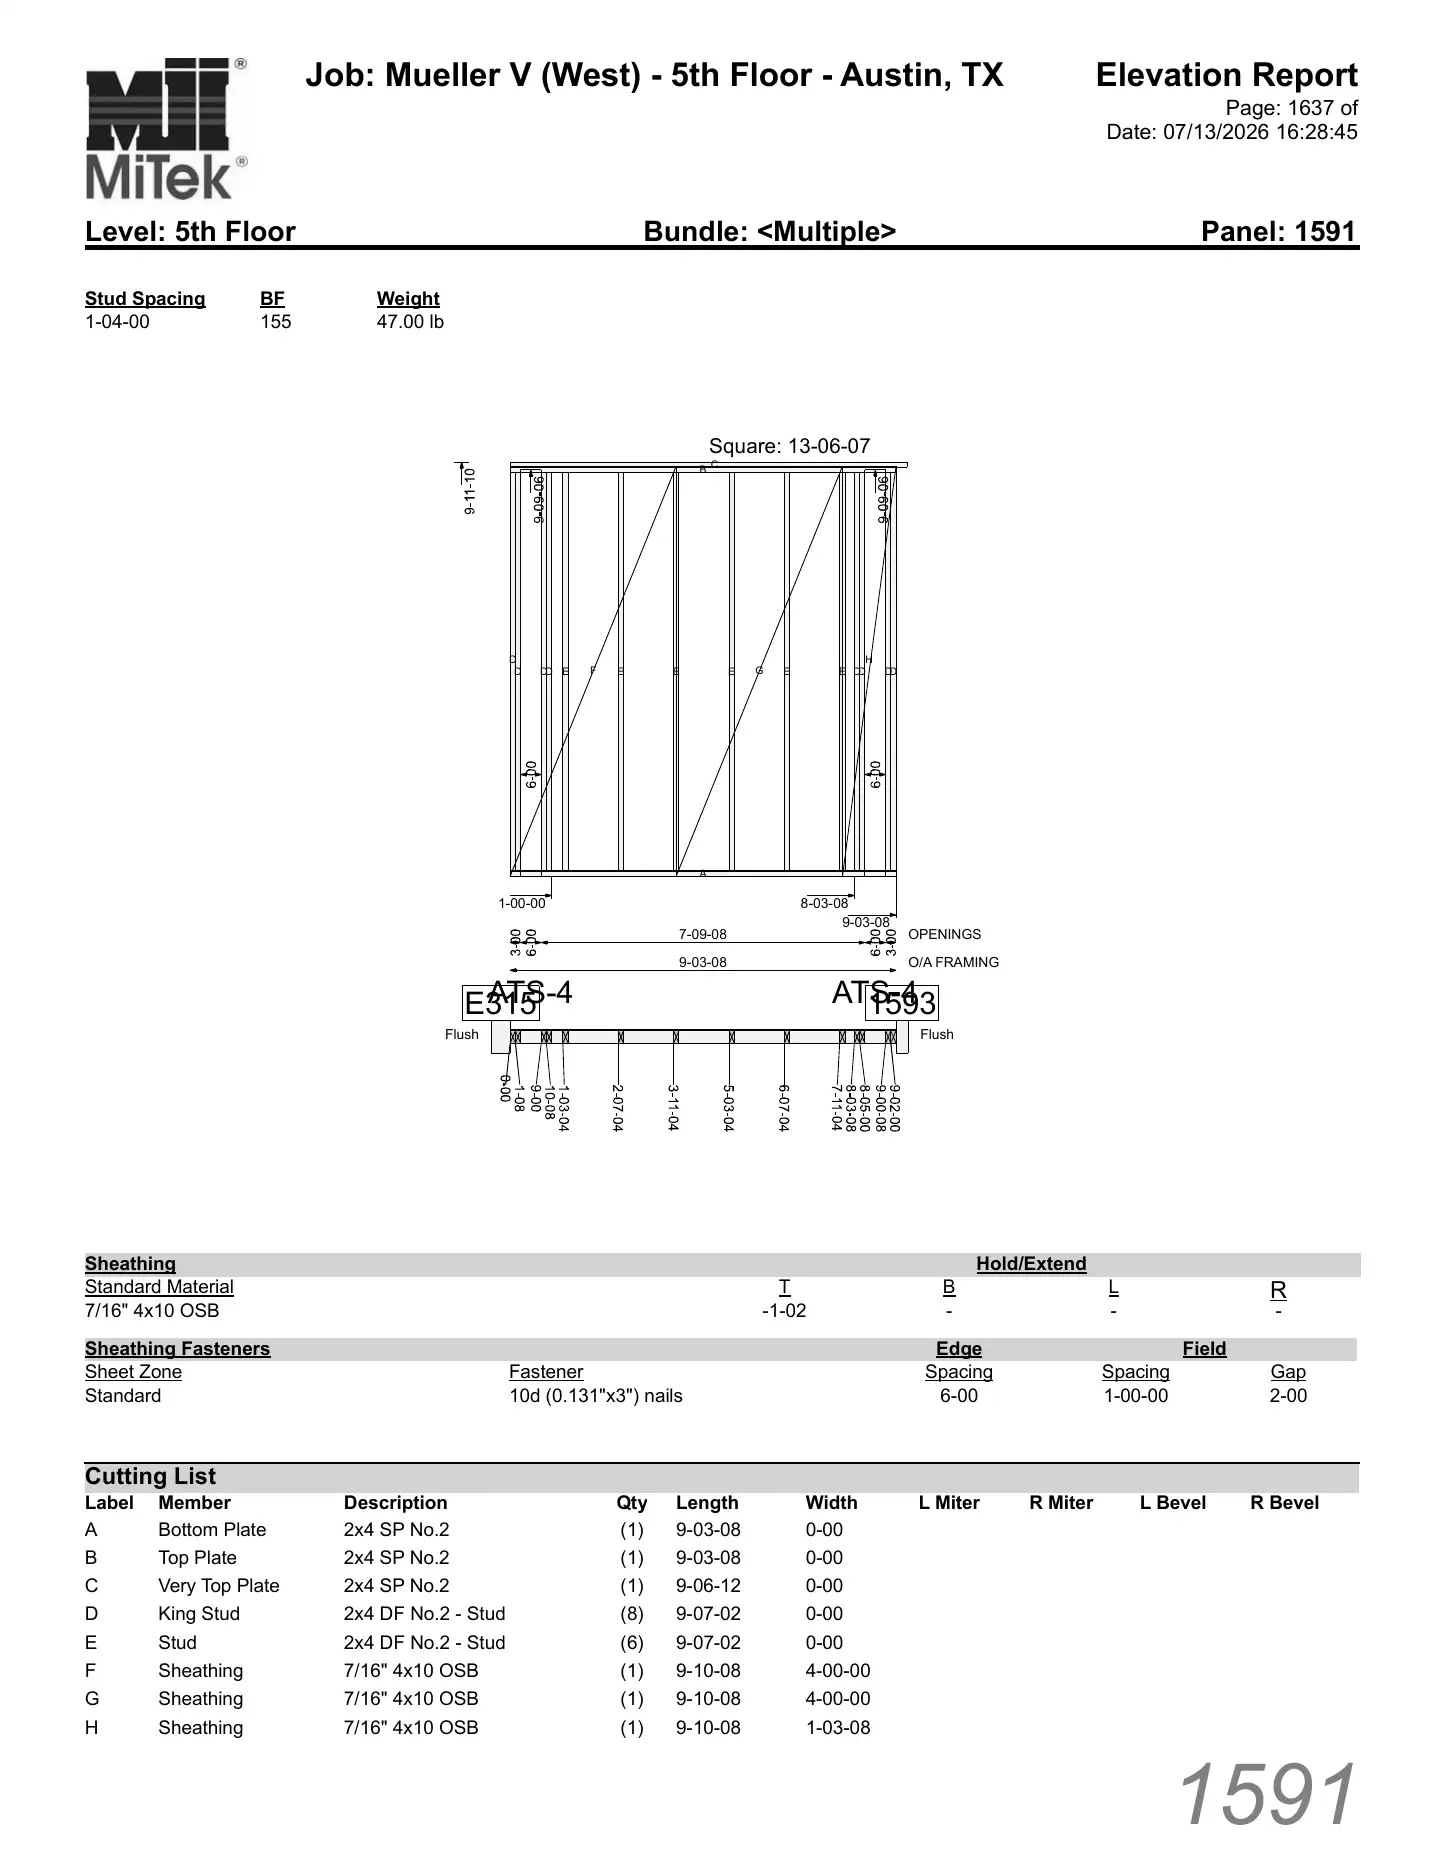 Job: Mueller V (West) - 5th Floor - Austin, TX
Elevation Report
Page: 1637 of
Date: 07/13/2026 16:28:45
MiTek®
Level: 5th Floor Bundle: <Multiple> Panel: 1591
Stud Spacing BF Weight
1-04-00 155 47.00 lb
Square: 13-06-07
C
B
9-11-10
9-09-06
9-09-06
D
H
D D D E F E E E G E E D D D D
6-00
6-00
A
1-00-00
8-03-08
9-03-08
3-00
6-00
7-09-08
6-00
3-00
OPENINGS
9-03-08
O/A FRAMING
ATS-4
ATS-4
E315
1593
Flush
Flush
0-00
1-08
9-00
10-08
1-03-04
2-07-04
3-11-04
5-03-04
6-07-04
7-11-04
8-03-08
8-05-00
9-00-08
9-02-00
Sheathing Hold/Extend
Standard Material T B L R
7/16" 4x10 OSB -1-02 - - -
Sheathing Fasteners Edge Field
Sheet Zone Fastener Spacing Spacing Gap
Standard 10d (0.131"x3") nails 6-00 1-00-00 2-00
Cutting List
Label Member Description Qty Length Width L Miter R Miter L Bevel R Bevel
A Bottom Plate 2x4 SP No.2 (1) 9-03-08 0-00
B Top Plate 2x4 SP No.2 (1) 9-03-08 0-00
C Very Top Plate 2x4 SP No.2 (1) 9-06-12 0-00
D King Stud 2x4 DF No.2 - Stud (8) 9-07-02 0-00
E Stud 2x4 DF No.2 - Stud (6) 9-07-02 0-00
F Sheathing 7/16" 4x10 OSB (1) 9-10-08 4-00-00
G Sheathing 7/16" 4x10 OSB (1) 9-10-08 4-00-00
H Sheathing 7/16" 4x10 OSB (1) 9-10-08 1-03-08
1591